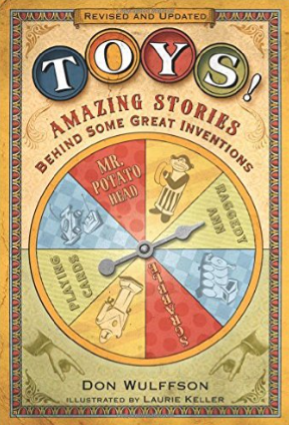 REVISED AND UPDATED
TOYS!
AMAZING STORIES
BEHIND SOME GREAT INVENTIONS
MR.
POTATO
HEAD
RAGGEDY
ANN
PLAYING
CARDS
DON WULFFSON
ILLUSTRATED BY LAURIE KELLER